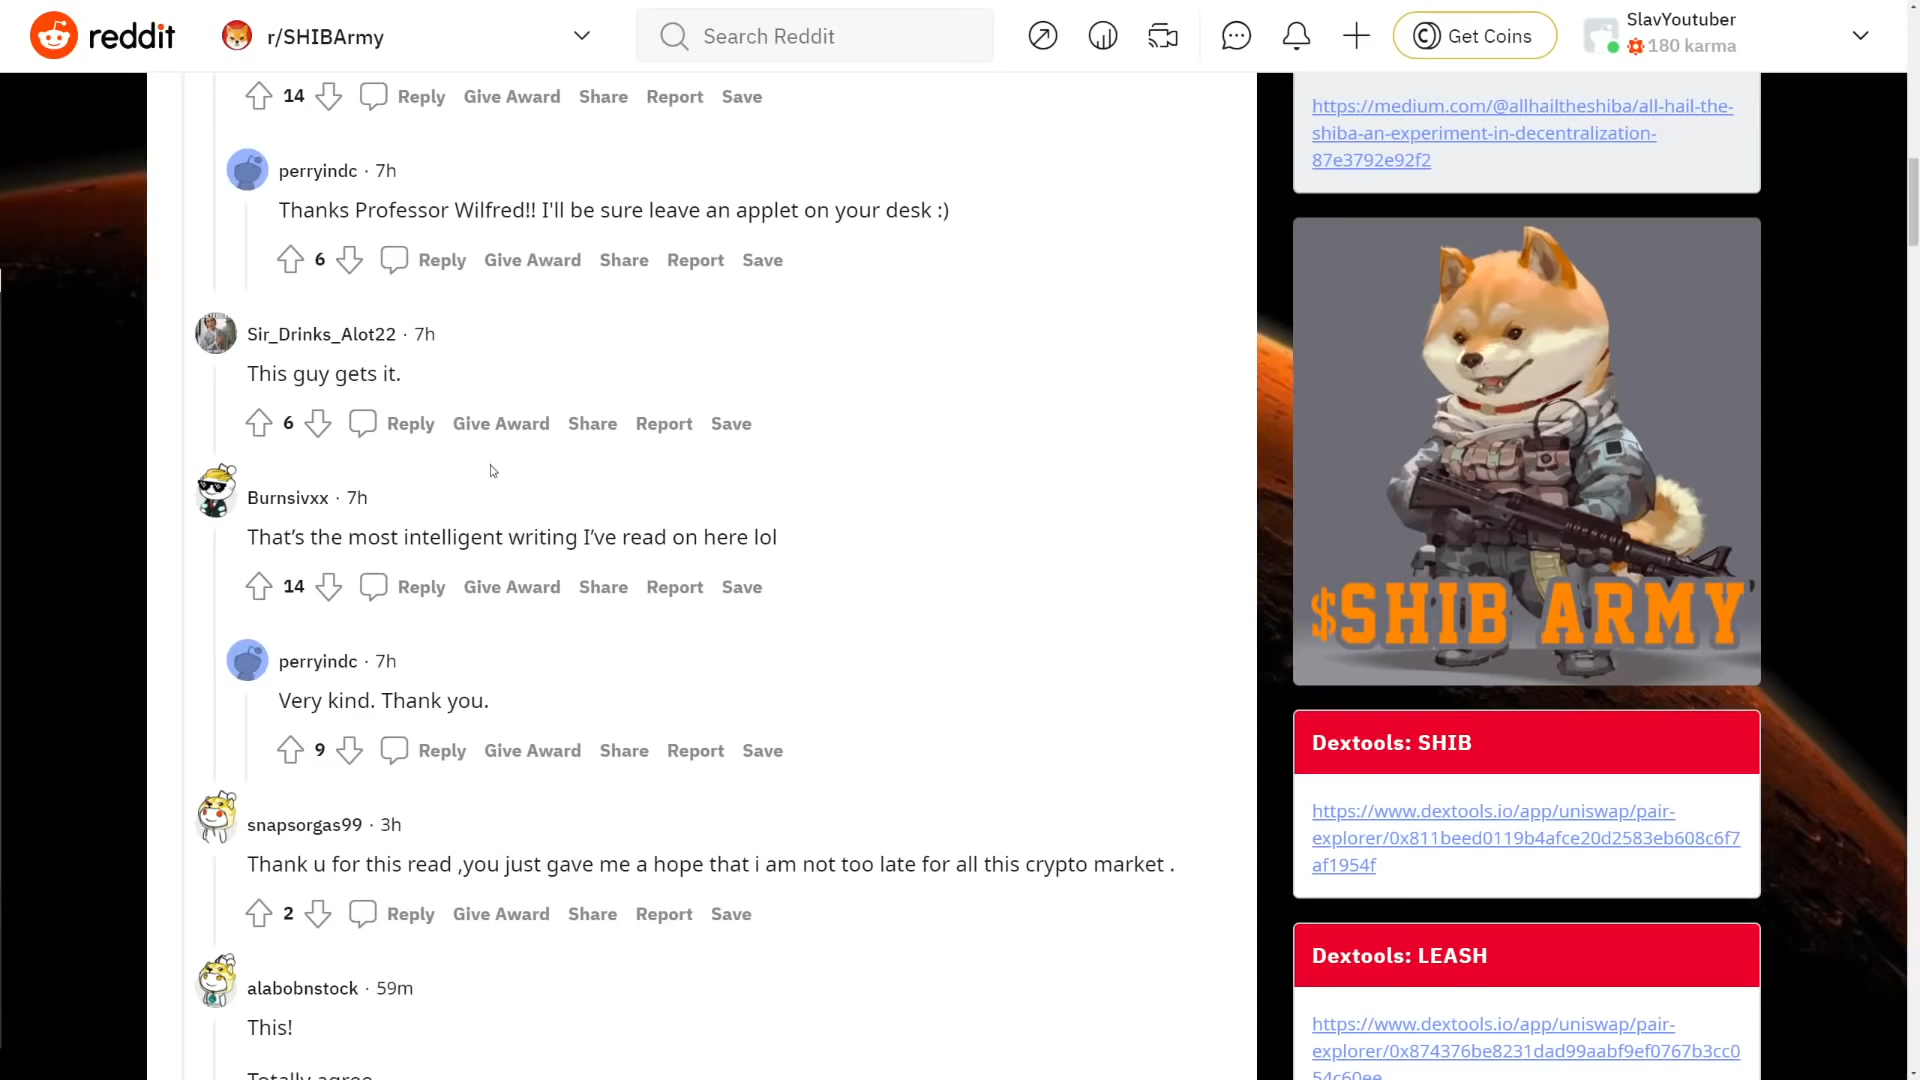 reddit
r/SHIBArmy
Search Reddit
Get Coins
SlavYoutuber
180 karma
14 Reply Give Award Share Report Save
perryindc · 7h
Thanks Professor Wilfred!! I'll be sure leave an applet on your desk :)
6 Reply Give Award Share Report Save
Sir_Drinks_Alot22 · 7h
This guy gets it.
6 Reply Give Award Share Report Save
Burnsivxx · 7h
That’s the most intelligent writing I’ve read on here lol
14 Reply Give Award Share Report Save
perryindc · 7h
Very kind. Thank you.
9 Reply Give Award Share Report Save
snapsorgas99 · 3h
Thank u for this read ,you just gave me a hope that i am not too late for all this crypto market .
2 Reply Give Award Share Report Save
alabobnstock · 59m
This!
Totally agree
https://medium.com/@allhailtheshiba/all-hail-the-
shiba-an-experiment-in-decentralization-
87e3792e92f2
$SHIB ARMY
Dextools: SHIB
https://www.dextools.io/app/uniswap/pair-
explorer/0x811beed0119b4afce20d2583eb608c6f7
af1954f
Dextools: LEASH
https://www.dextools.io/app/uniswap/pair-
explorer/0x874376be8231dad99aabf9ef0767b3cc0
54c60ee